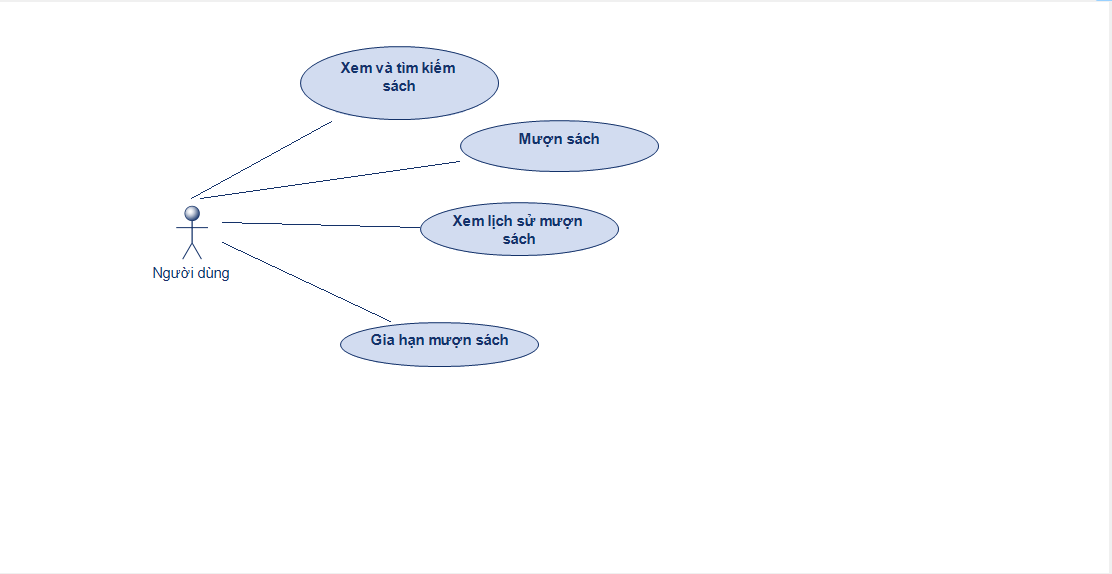 Xem và tìm kiếm
sách
Mượn sách
Xem lịch sử mượn
sách
Người dùng
Gia hạn mượn sách